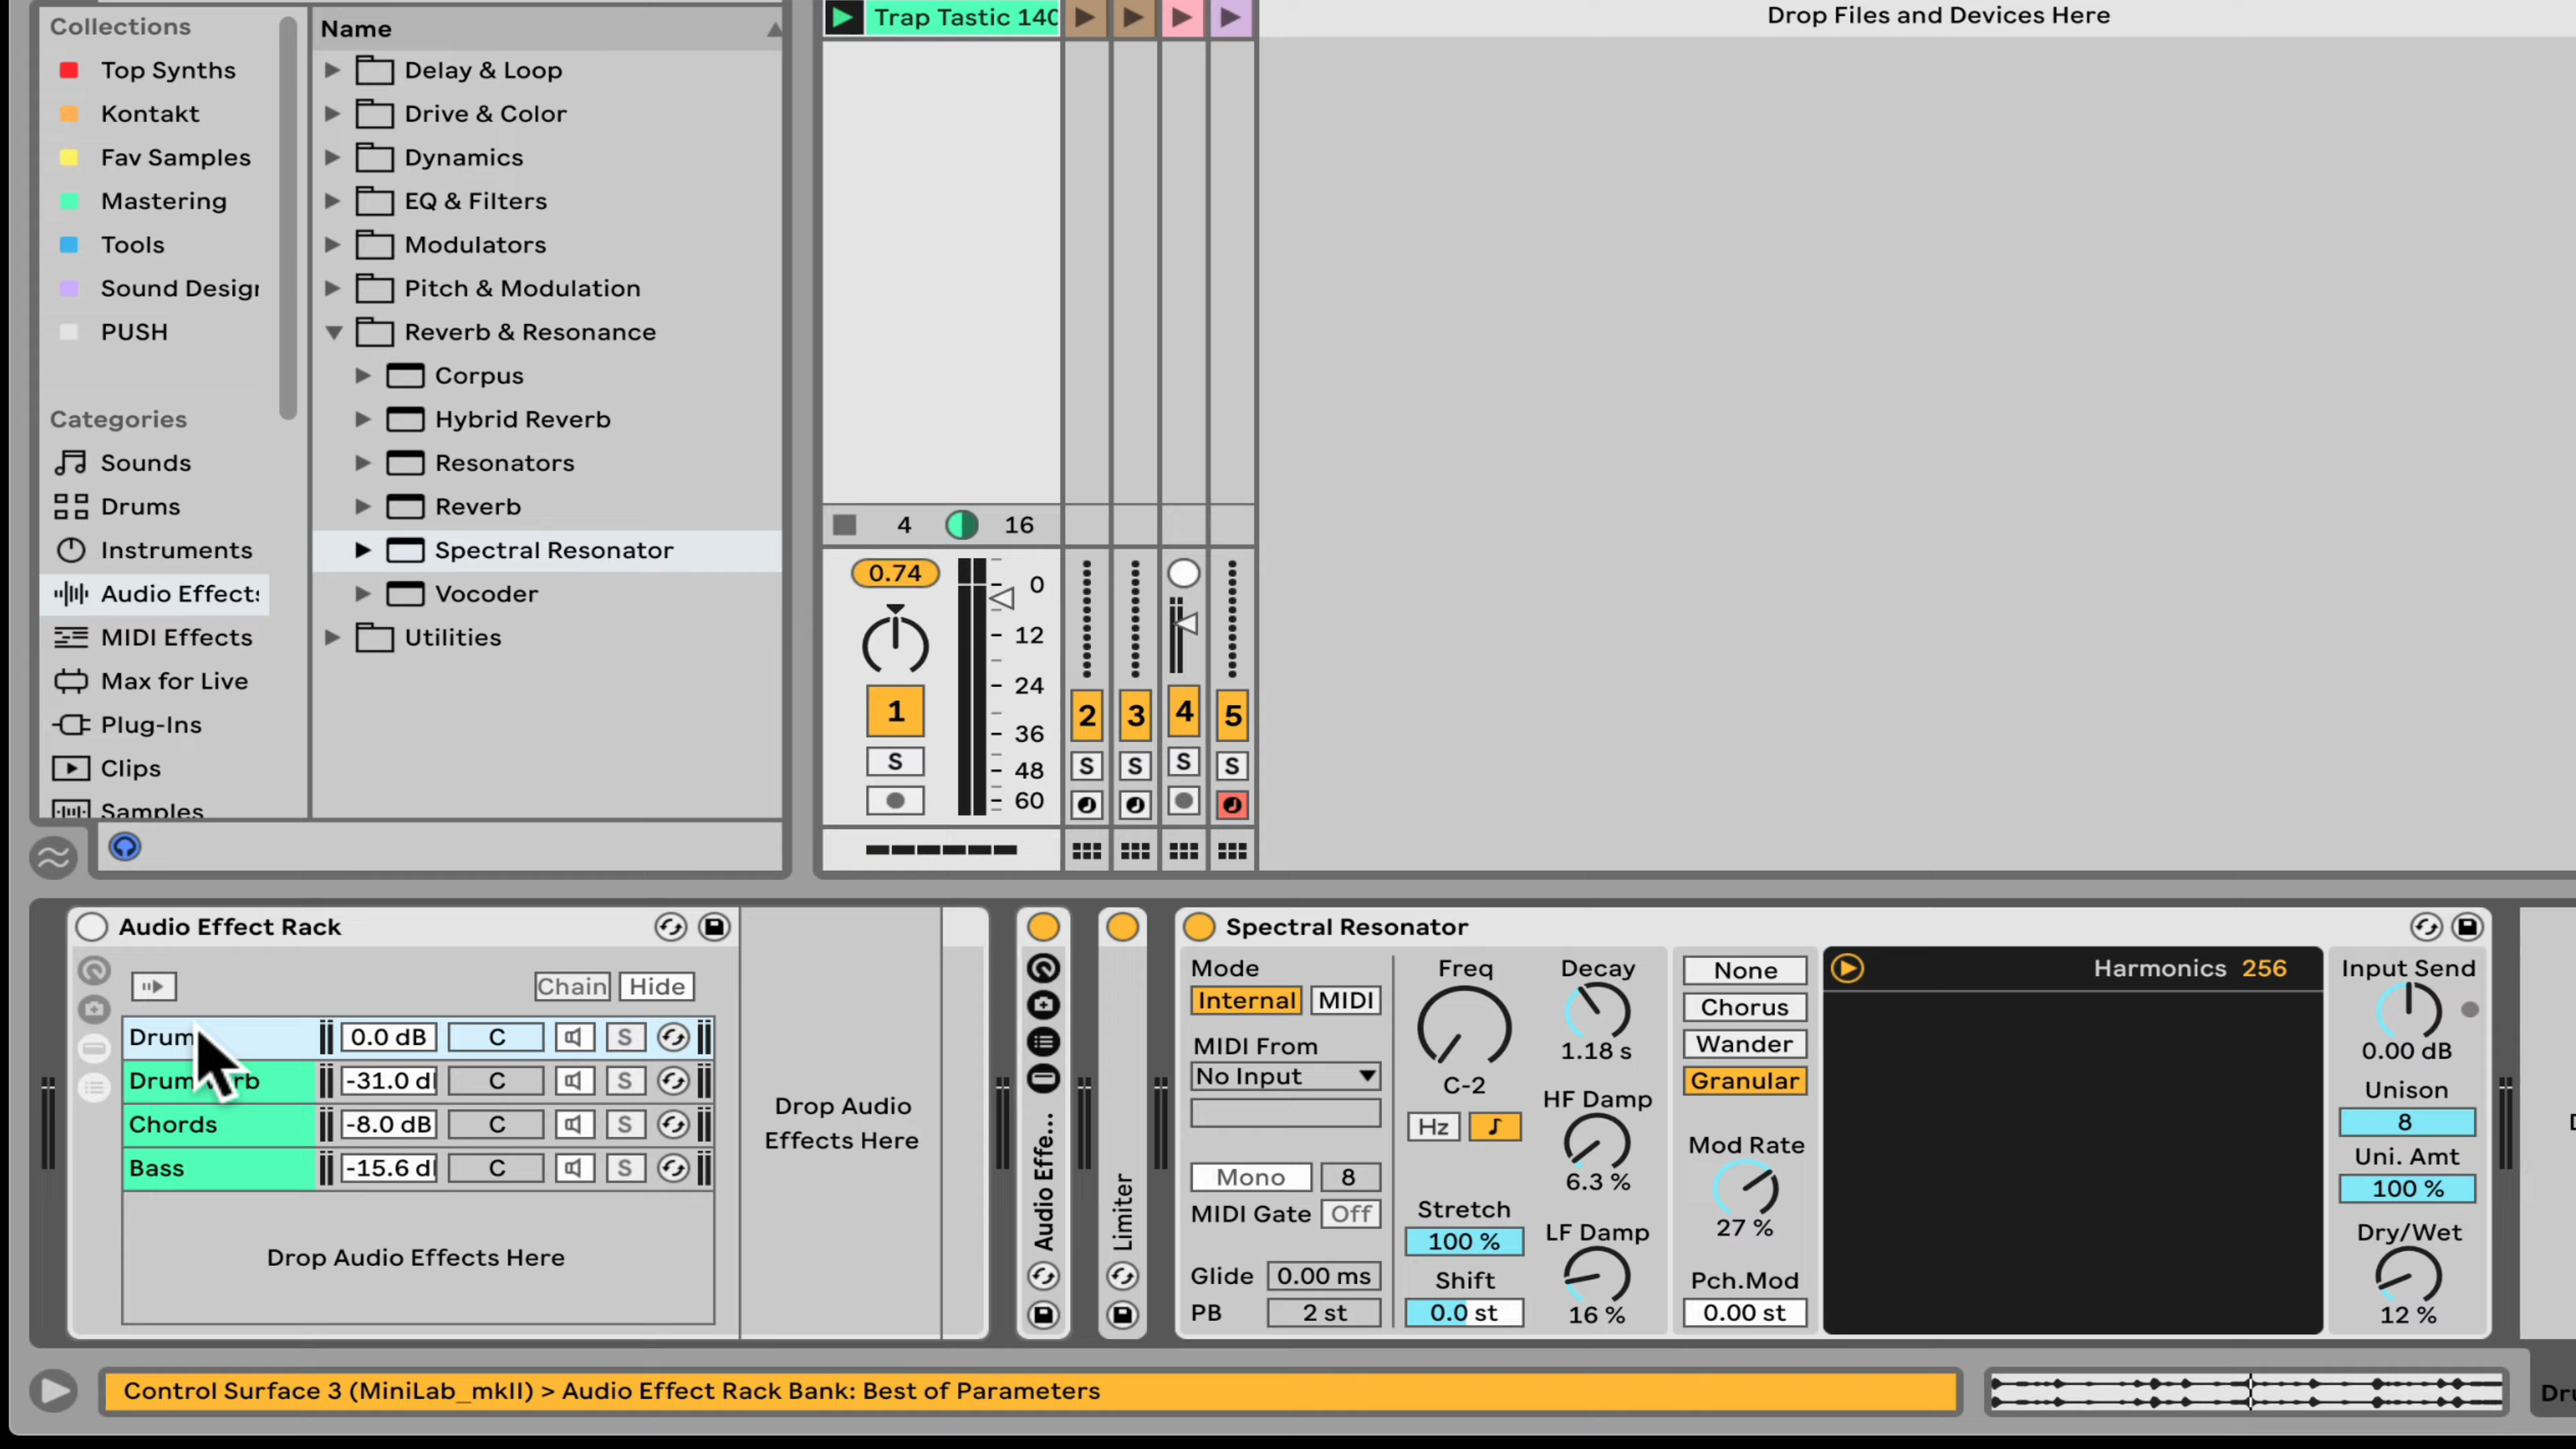 Collections
Top Synths
Kontakt
Fav Samples
Mastering
Tools
Sound Desigr
PUSH
Categories
Sounds
Drums
Instruments
Audio Effects
MIDI Effects
Max for Live
Plug-Ins
Clips
Samples
Name
Delay & Loop
Drive & Color
Dynamics
EQ & Filters
Modulators
Pitch & Modulation
Reverb & Resonance
Corpus
Hybrid Reverb
Resonators
Reverb
Spectral Resonator
Vocoder
Utilities
Trap Tastic 140
Drop Files and Devices Here
4 16
0.74
0
12
24
36
48
60
1 2 3 4 5
S S S S S
Audio Effect Rack
Chain Hide
Drum 0.0 dB C S
Drum rb -31.0 d C S
Chords -8.0 dB C S
Bass -15.6 d C S
Drop Audio Effects Here
Drop Audio
Effects Here
Audio Effe...
Limiter
Spectral Resonator
Mode
Internal MIDI
MIDI From
No Input
Mono 8
MIDI Gate Off
Glide 0.00 ms
PB 2 st
Freq
C-2
Hz
Stretch
100 %
Shift
0.0 st
Decay
1.18 s
HF Damp
6.3 %
LF Damp
16 %
None
Chorus
Wander
Granular
Mod Rate
27 %
Pch.Mod
0.00 st
Harmonics 256
Input Send
0.00 dB
Unison
8
Uni. Amt
100 %
Dry/Wet
12 %
Control Surface 3 (MiniLab_mkII) > Audio Effect Rack Bank: Best of Parameters